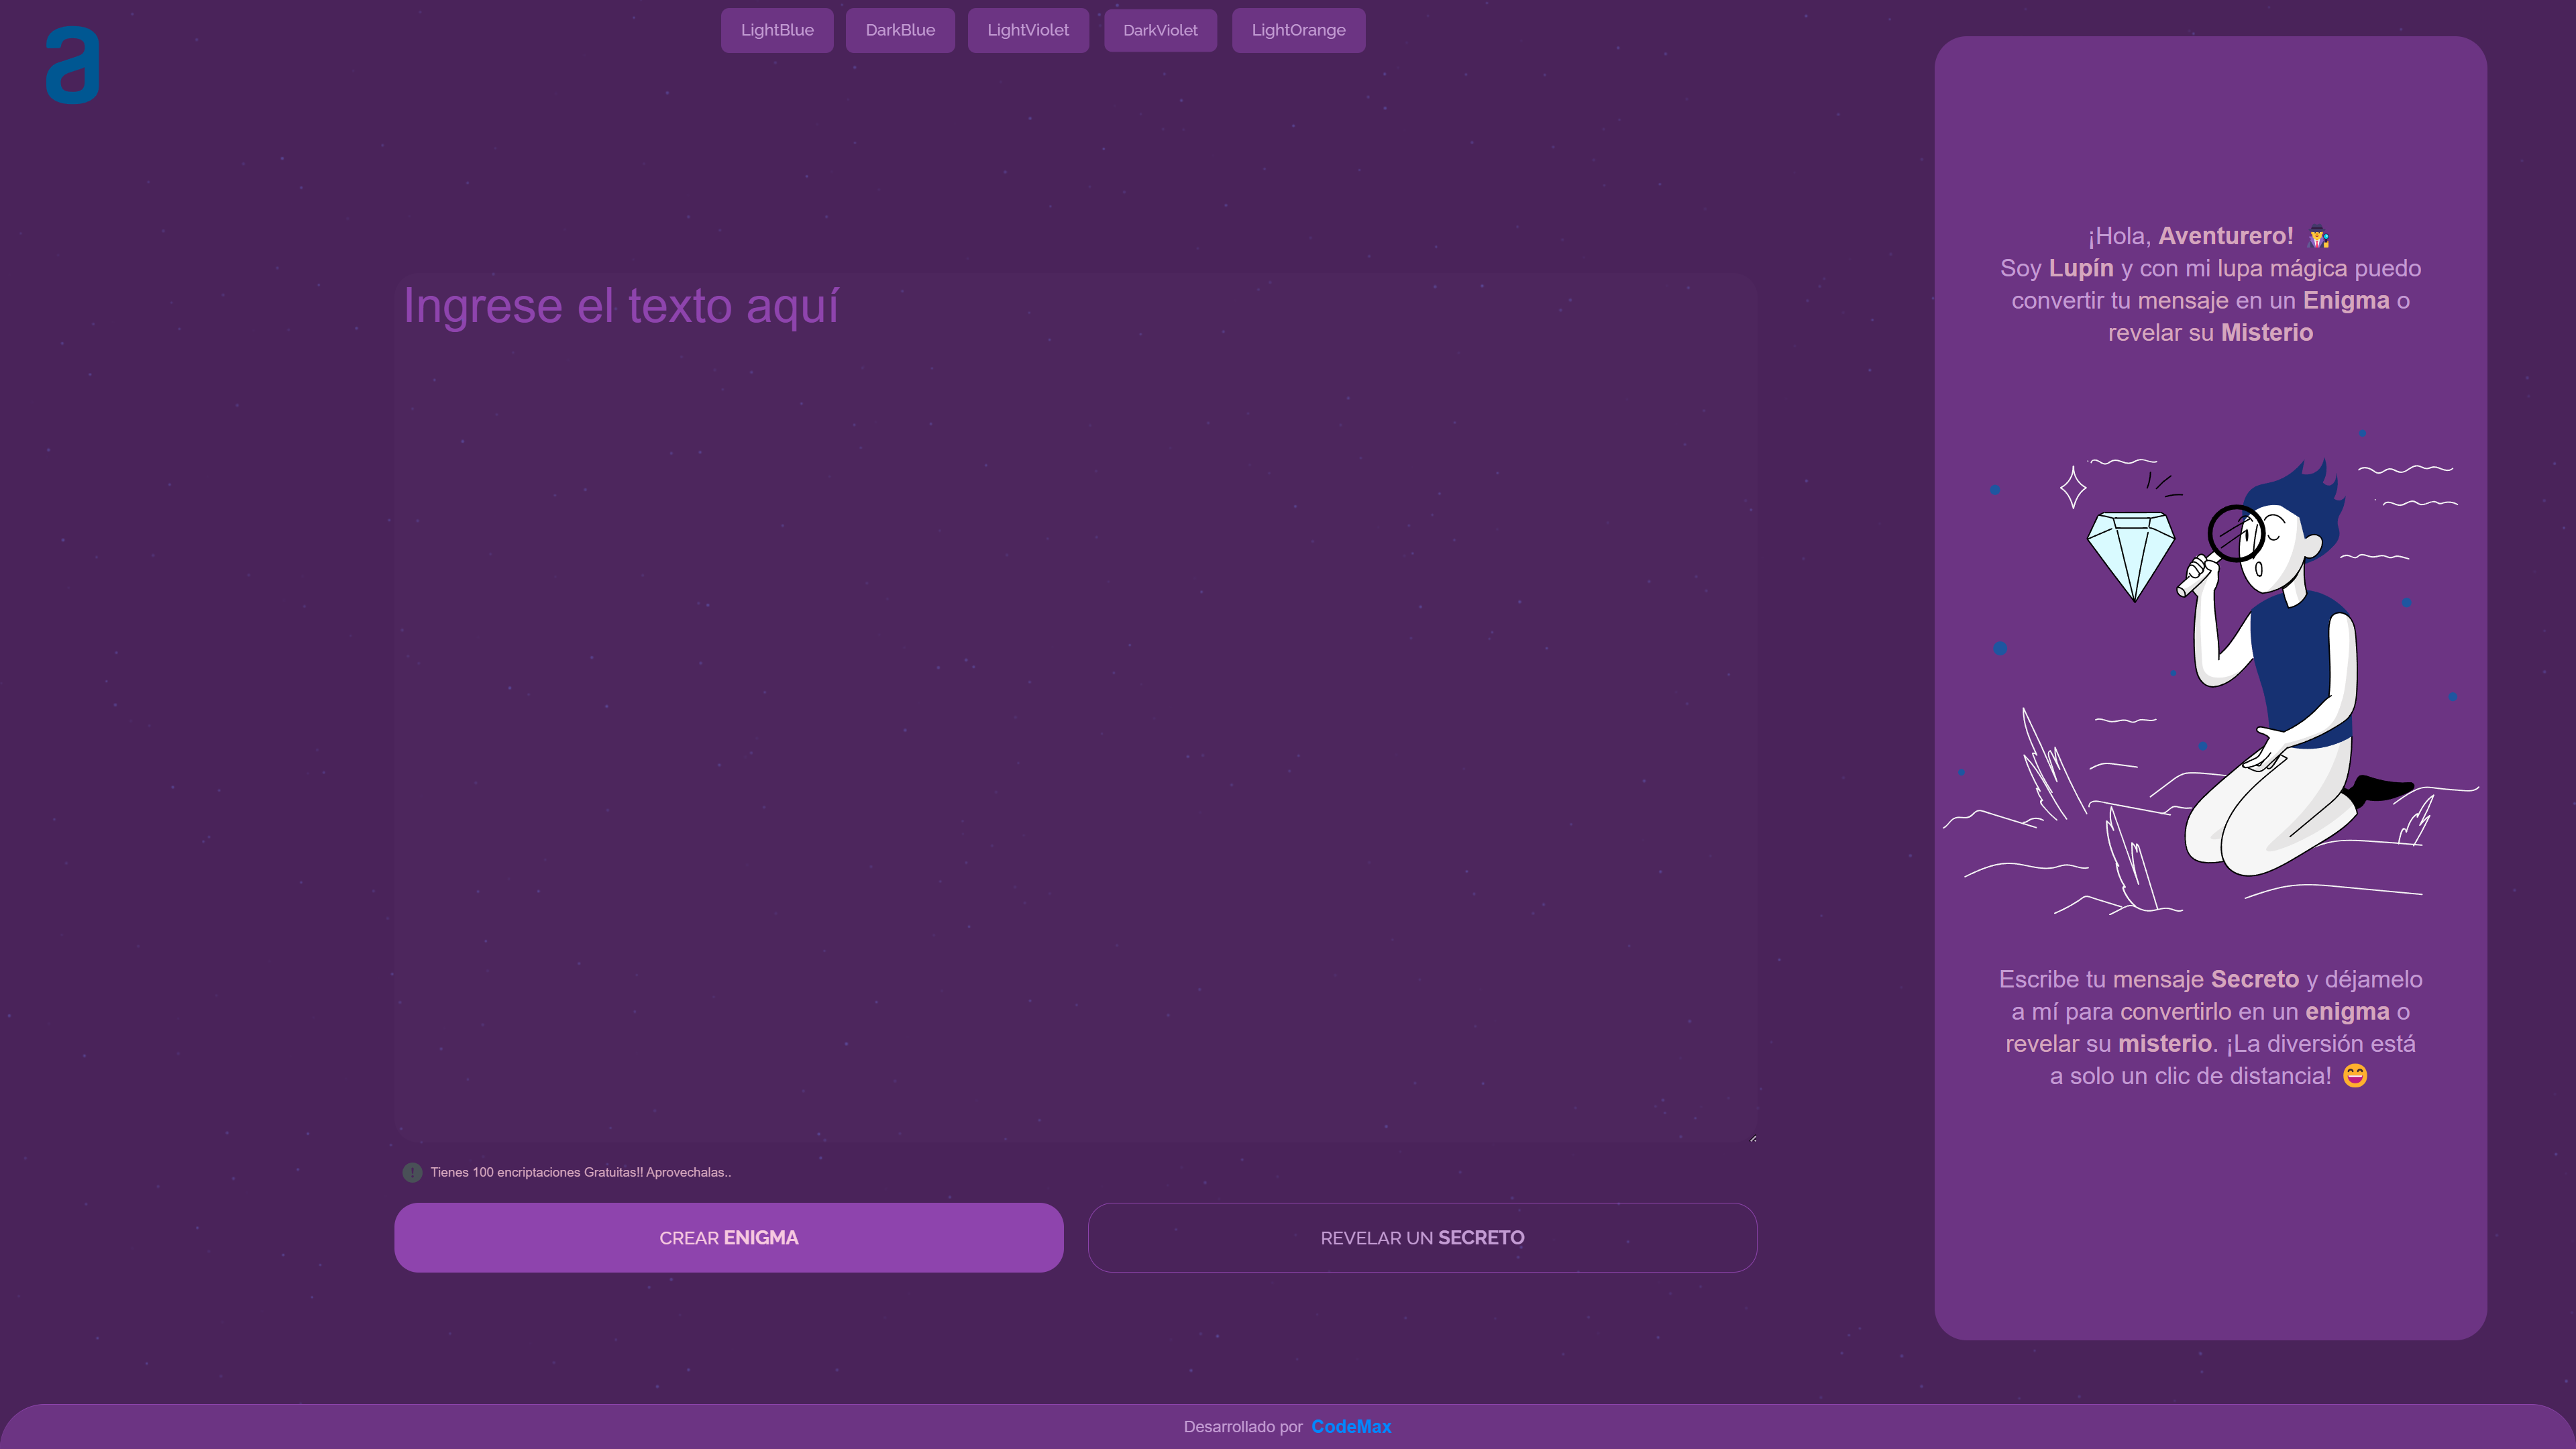 a
LightBlue
DarkBlue
LightViolet
DarkViolet
LightOrange
Ingrese el texto aquí
! Tienes 100 encriptaciones Gratuitas!! Aprovechalas..
CREAR ENIGMA
REVELAR UN SECRETO
¡Hola, Aventurero!
Soy Lupín y con mi lupa mágica puedo
convertir tu mensaje en un Enigma o
revelar su Misterio
Escribe tu mensaje Secreto y déjamelo
a mí para convertirlo en un enigma o
revelar su misterio. ¡La diversión está
a solo un clic de distancia!
Desarrollado por CodeMax